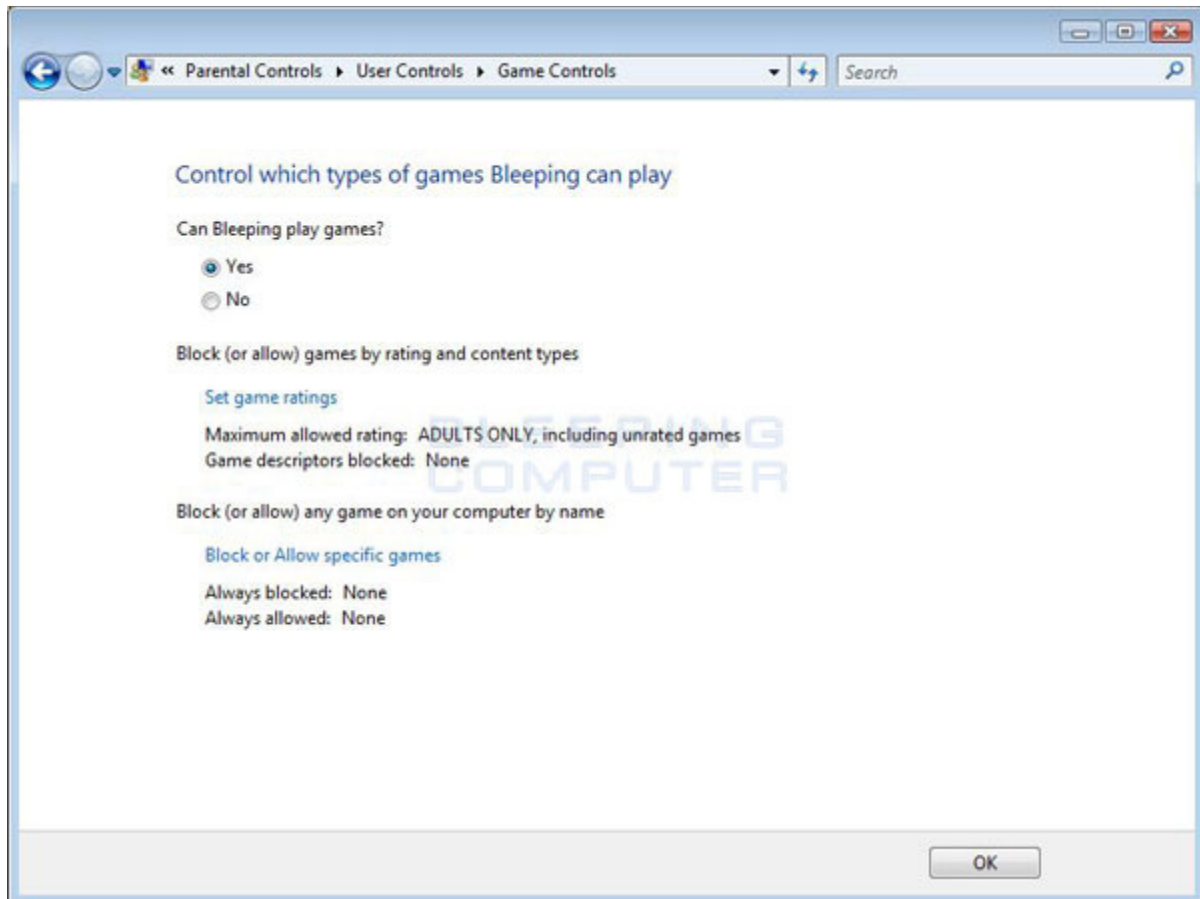 « Parental Controls ▸ User Controls ▸ Game Controls
Search
Control which types of games Bleeping can play
Can Bleeping play games?
Yes
No
Block (or allow) games by rating and content types
Set game ratings
Maximum allowed rating: ADULTS ONLY, including unrated games
Game descriptors blocked: None
BLEEPING
COMPUTER
Block (or allow) any game on your computer by name
Block or Allow specific games
Always blocked: None
Always allowed: None
OK